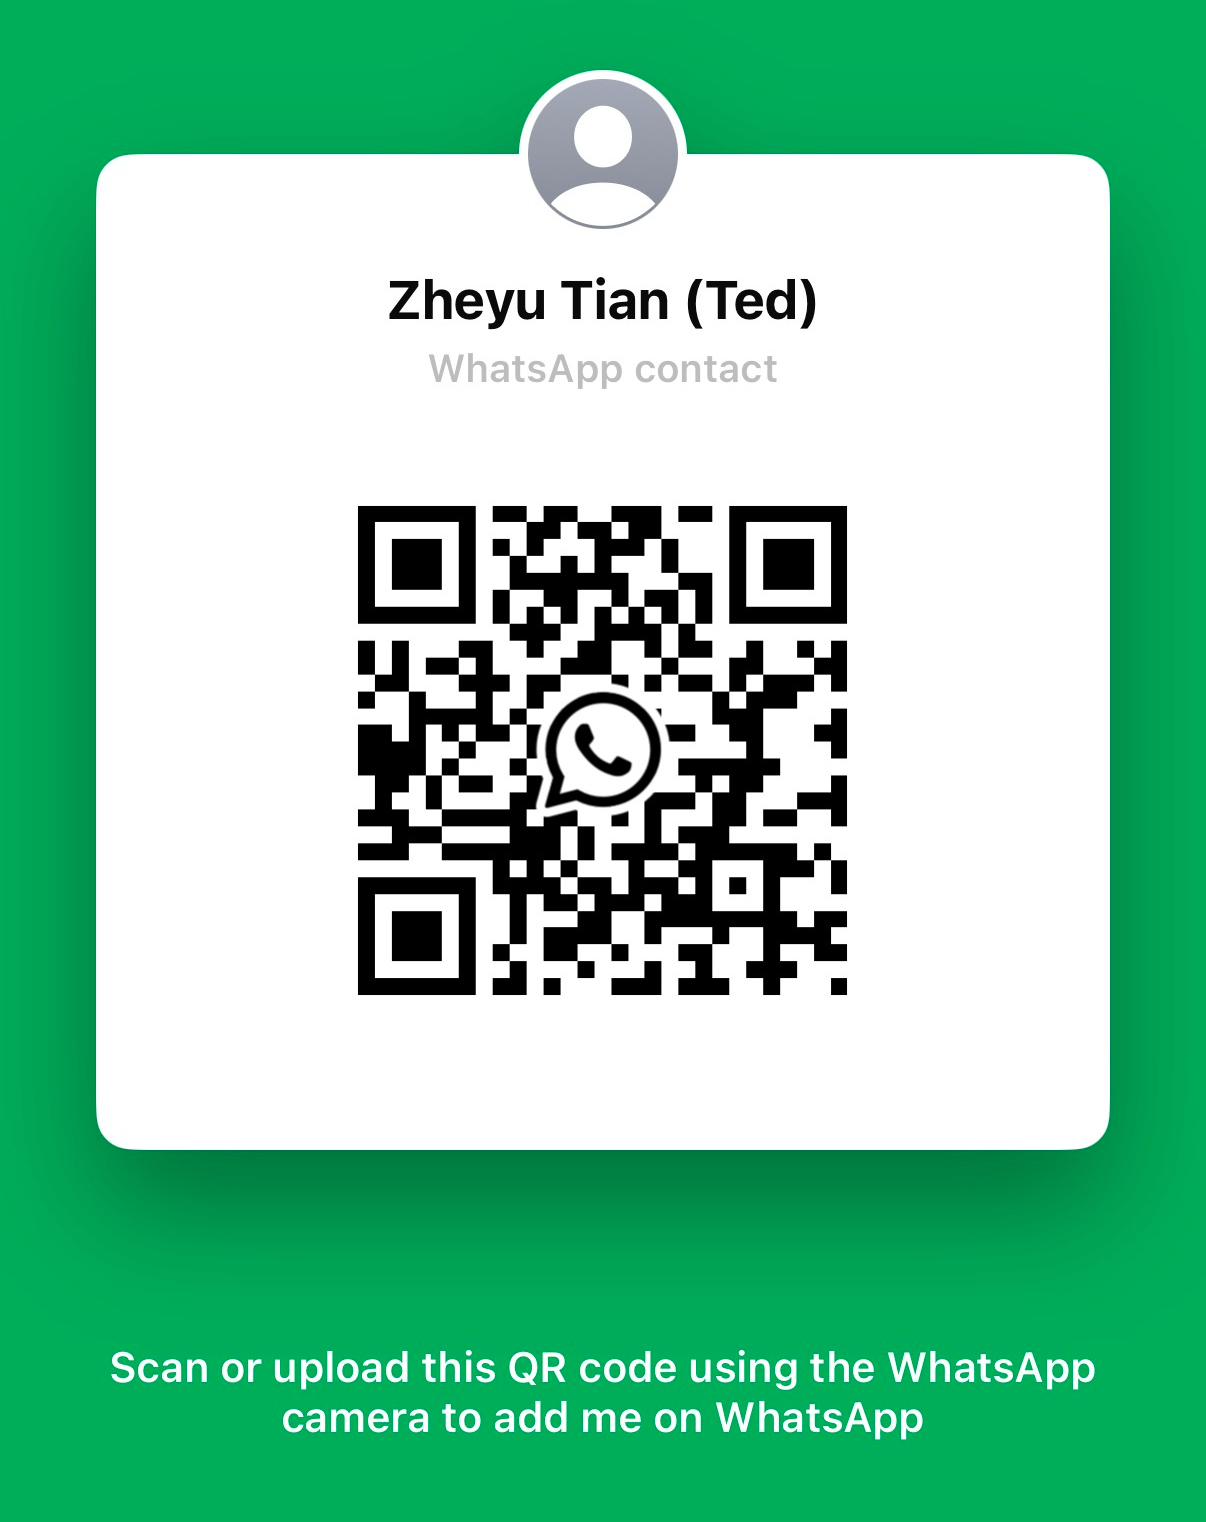 Zheyu Tian (Ted)
WhatsApp contact
Scan or upload this QR code using the WhatsApp
camera to add me on WhatsApp